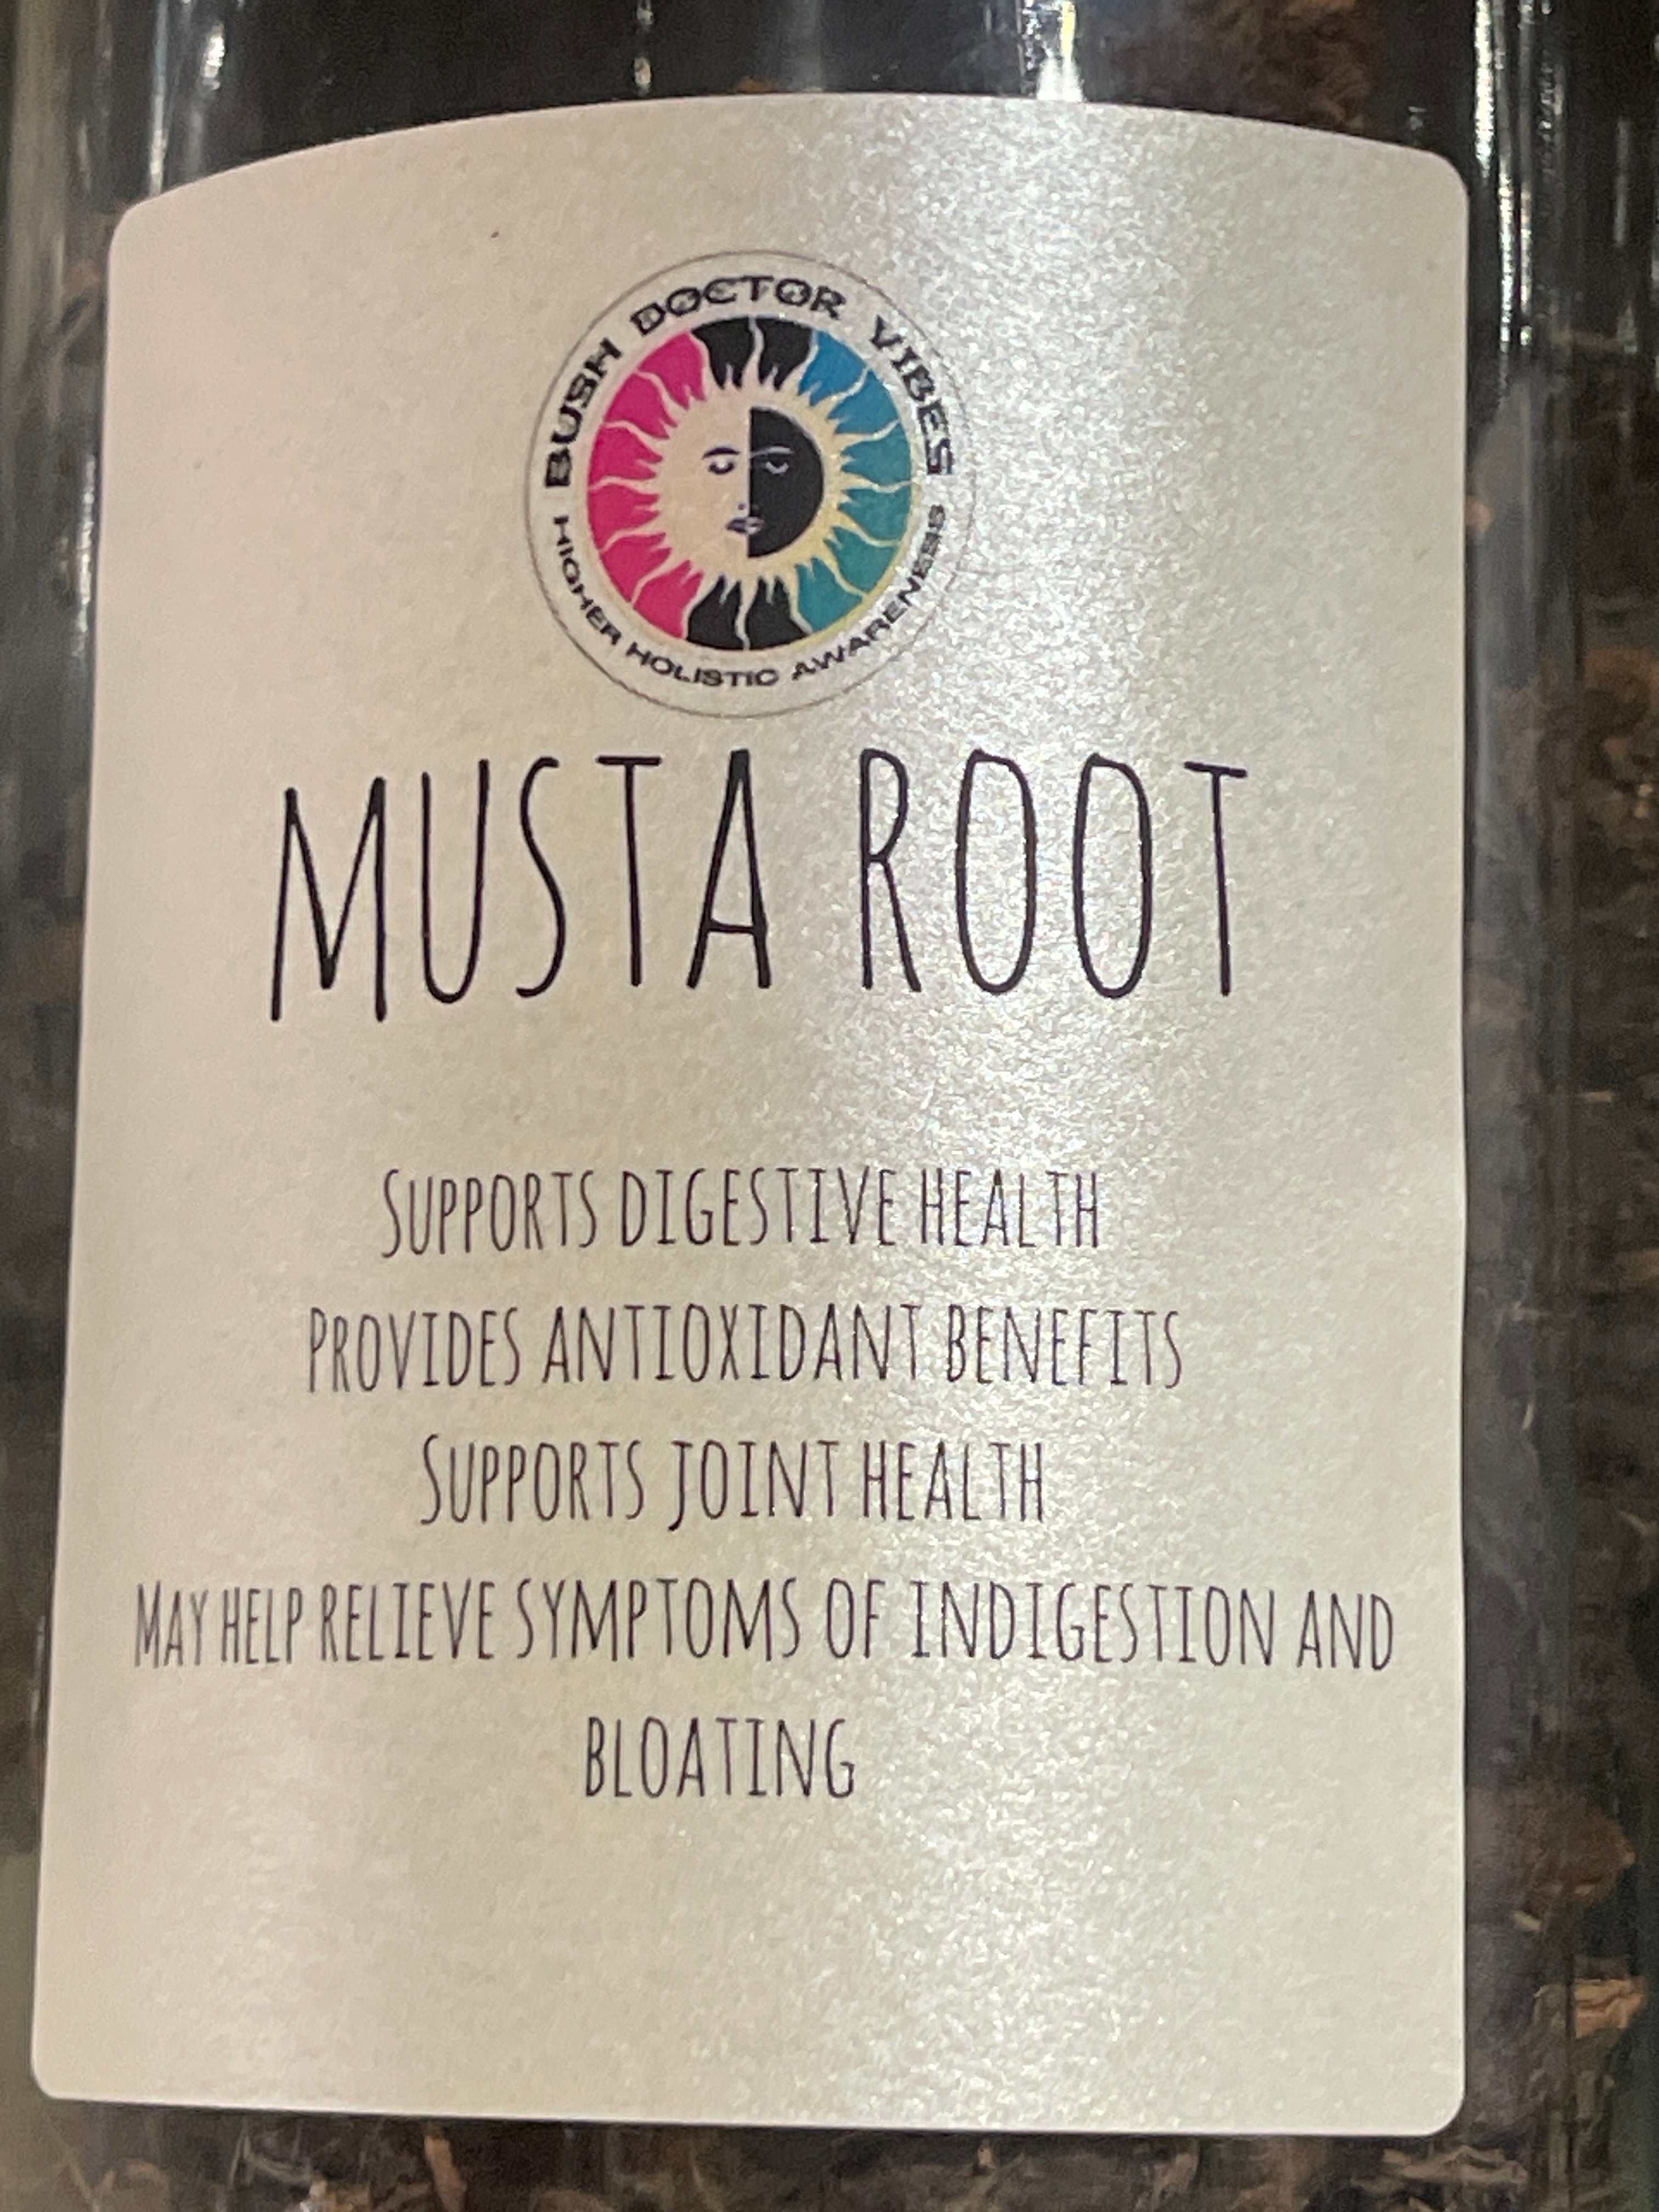 BUSH DOCTOR VIBES
HIGHER HOLISTIC AWARENESS
MUSTA ROOT
SUPPORTS DIGESTIVE HEALTH
PROVIDES ANTIOXIDANT BENEFITS
SUPPORTS JOINT HEALTH
MAY HELP RELIEVE SYMPTOMS OF INDIGESTION AND
BLOATING